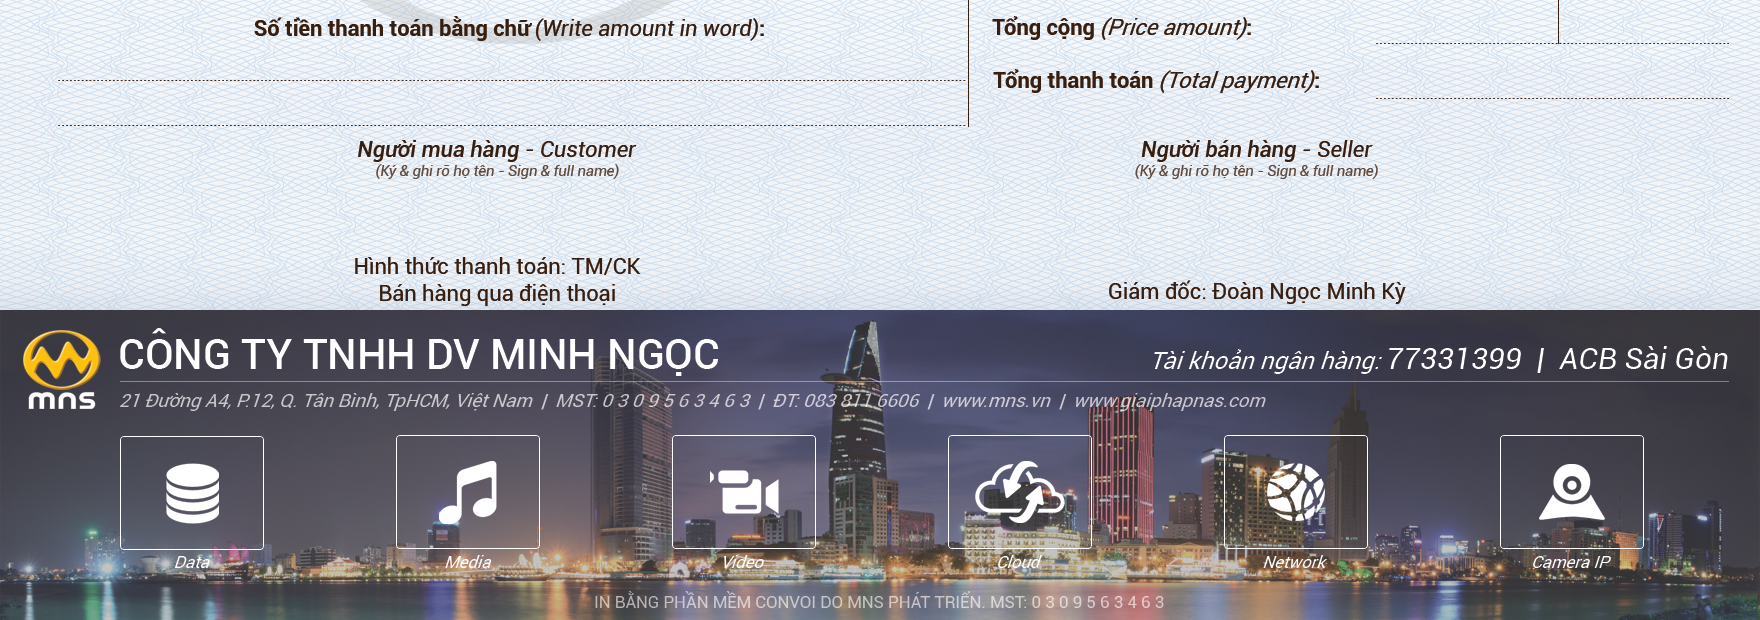 Số tiền thanh toán bằng chữ (Write amount in word):
Tổng cộng (Price amount):
Tổng thanh toán (Total payment):
Người mua hàng - Customer
(Ký & ghi rõ họ tên - Sign & full name)
Người bán hàng - Seller
(Ký & ghi rõ họ tên - Sign & full name)
Hình thức thanh toán: TM/CK
Bán hàng qua điện thoại
Giám đốc: Đoàn Ngọc Minh Kỳ
mns
CÔNG TY TNHH DV MINH NGỌC
Tài khoản ngân hàng: 77331399 | ACB Sài Gòn
21 Đường A4, P.12, Q. Tân Bình, TpHCM, Việt Nam | MST: 0 3 0 9 5 6 3 4 6 3 | ĐT: 083 811 6606 | www.mns.vn | www.giaiphapnas.com
Data
Media
Video
Cloud
Network
Camera IP
IN BẰNG PHẦN MỀM CONVOI DO MNS PHÁT TRIỂN. MST: 0 3 0 9 5 6 3 4 6 3